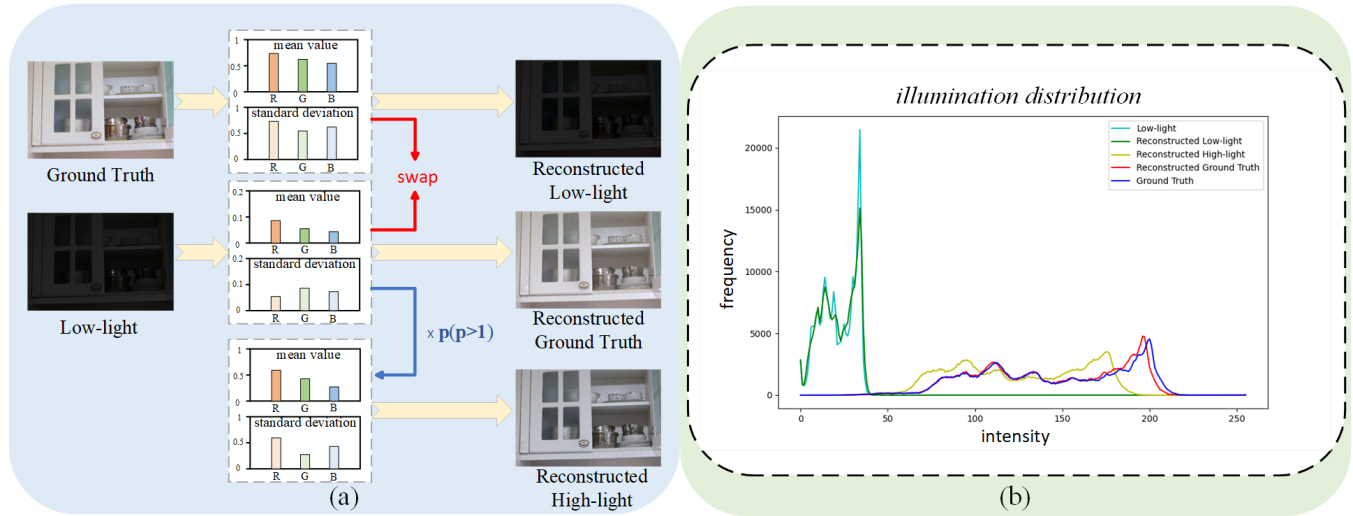 Ground Truth
1
mean value
0.5
0
R G B
1
standard deviation
0.5
0
R G B
swap
Reconstructed
Low-light
Low-light
0.2
mean value
0.1
0
R G B
0.2
standard deviation
0.1
0
R G B
x p(p>1)
Reconstructed
Ground Truth
1
mean value
0.5
0
R G B
1
standard deviation
0.5
0
R G B
Reconstructed
High-light
(a)
illumination distribution
Low-light
Reconstructed Low-light
Reconstructed High-light
Reconstructed Ground Truth
Ground Truth
frequency
20000
15000
10000
5000
0
0 50 100 150 200 250
intensity
(b)